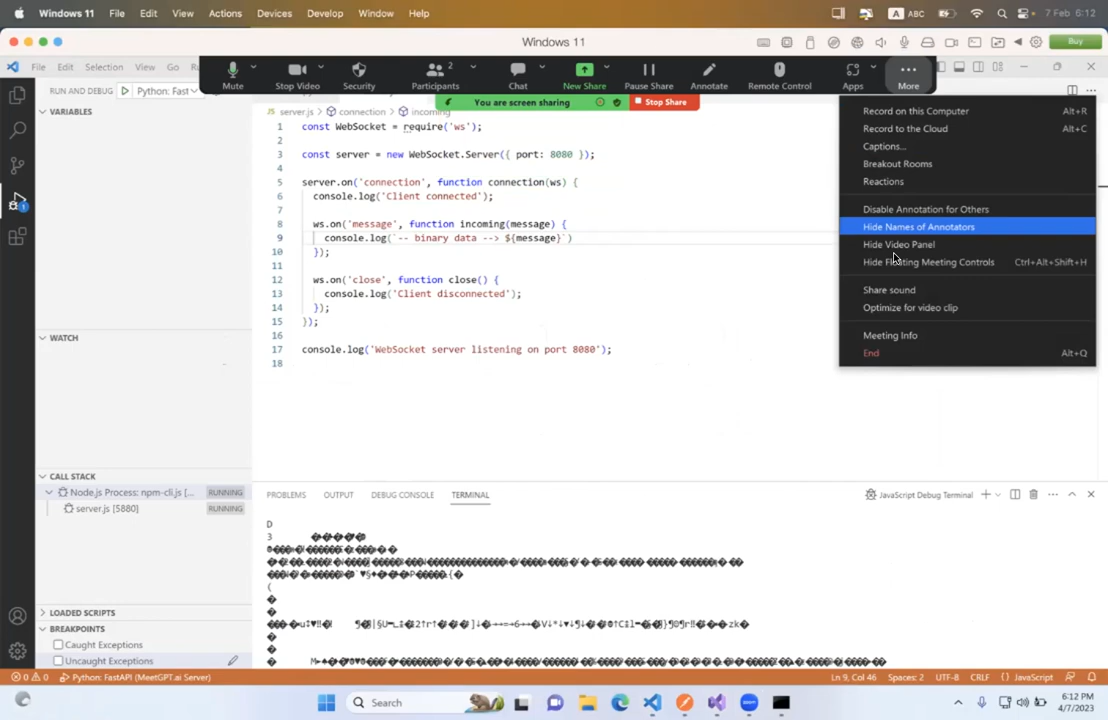 Windows 11 File Edit View Actions Devices Develop Window Help
A ABC 7 Feb 6:12
Windows 11
Buy
File Edit Selection View Go
Mute Stop Video Security Participants 2 Chat New Share Pause Share Annotate Remote Control Apps More
You are screen sharing Stop Share
RUN AND DEBUG Python: Fast
VARIABLES
WATCH
CALL STACK
Node.js Process: npm-cli.js [... RUNNING
server.js [5880] RUNNING
LOADED SCRIPTS
BREAKPOINTS
Caught Exceptions
Uncaught Exceptions
server.js > connection > incoming
1 const WebSocket = require('ws');
2
3 const server = new WebSocket.Server({ port: 8080 });
4
5 server.on('connection', function connection(ws) {
6 console.log('Client connected');
7
8 ws.on('message', function incoming(message) {
9 console.log(`-- binary data --> ${message}`)
10 });
11
12 ws.on('close', function close() {
13 console.log('Client disconnected');
14 });
15 });
16
17 console.log('WebSocket server listening on port 8080');
18
Record on this Computer Alt+R
Record to the Cloud Alt+C
Captions...
Breakout Rooms
Reactions
Disable Annotation for Others
Hide Names of Annotators
Hide Video Panel
Hide Floating Meeting Controls Ctrl+Alt+Shift+H
Share sound
Optimize for video clip
Meeting Info
End Alt+Q
PROBLEMS OUTPUT DEBUG CONSOLE TERMINAL
JavaScript Debug Terminal
D
3
(
0 0 Python: FastAPI (MeetGPT.ai Server) Ln 9, Col 46 Spaces: 2 UTF-8 CRLF {} JavaScript
Search
6:12 PM
4/7/2023